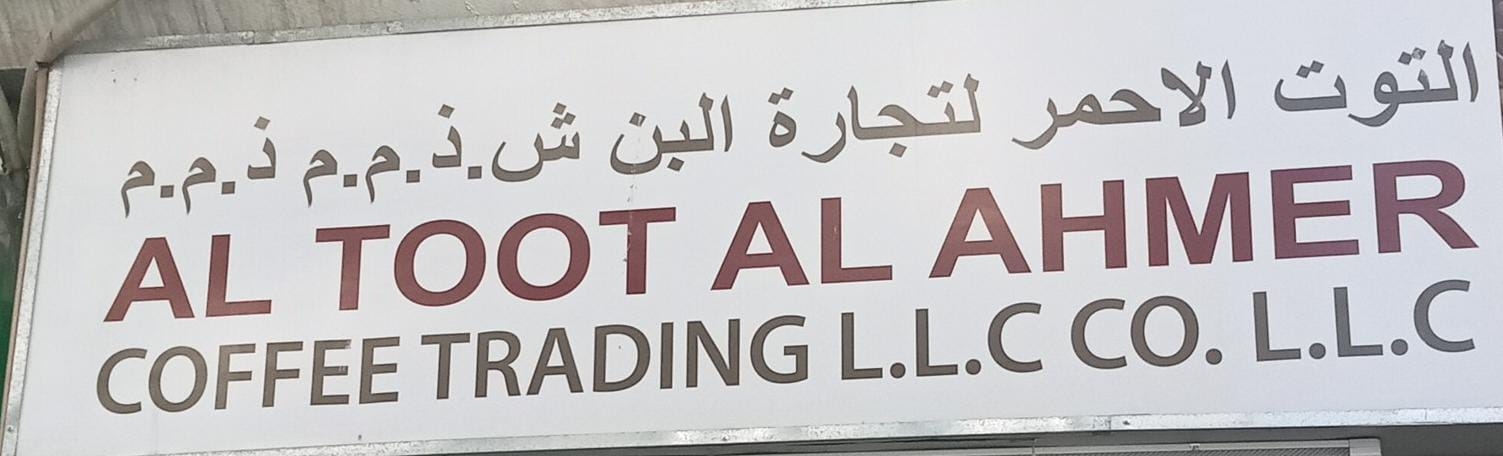 التوت الاحمر لتجارة البن ش.ذ.م.م ذ.م.م
AL TOOT AL AHMER
COFFEE TRADING L.L.C CO. L.L.C